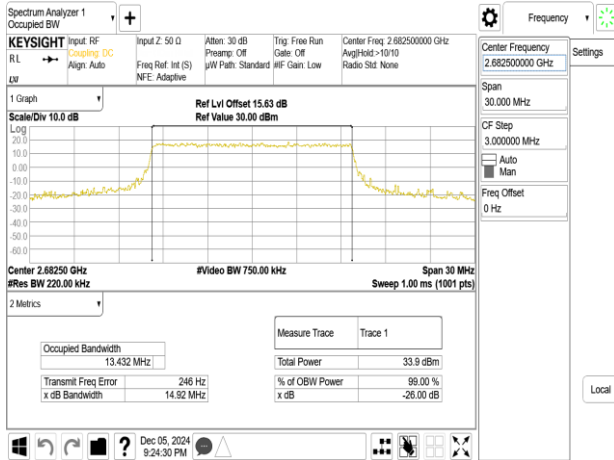 Spectrum Analyzer 1
Occupied BW
Frequency
KEYSIGHT
RL
LXI
Input: RF
Coupling: DC
Align: Auto
Input Z: 50 Ω
Freq Ref: Int (S)
NFE: Adaptive
Atten: 30 dB
Preamp: Off
µW Path: Standard
Trig: Free Run
Gate: Off
#IF Gain: Low
Center Freq: 2.682500000 GHz
Avg|Hold:>10/10
Radio Std: None
Center Frequency
2.682500000 GHz
Settings
Span
30.000 MHz
CF Step
3.000000 MHz
Auto
Man
Freq Offset
0 Hz
Local
1 Graph
Scale/Div 10.0 dB
Ref Lvl Offset 15.63 dB
Ref Value 30.00 dBm
Log
20.0
10.0
0.00
-10.0
-20.0
-30.0
-40.0
-50.0
-60.0
Center 2.68250 GHz
#Res BW 220.00 kHz
#Video BW 750.00 kHz
Span 30 MHz
Sweep 1.00 ms (1001 pts)
2 Metrics
Occupied Bandwidth
13.432 MHz
Transmit Freq Error 246 Hz
x dB Bandwidth 14.92 MHz
Measure Trace Trace 1
Total Power 33.9 dBm
% of OBW Power 99.00 %
x dB -26.00 dB
?
Dec 05, 2024
9:24:30 PM